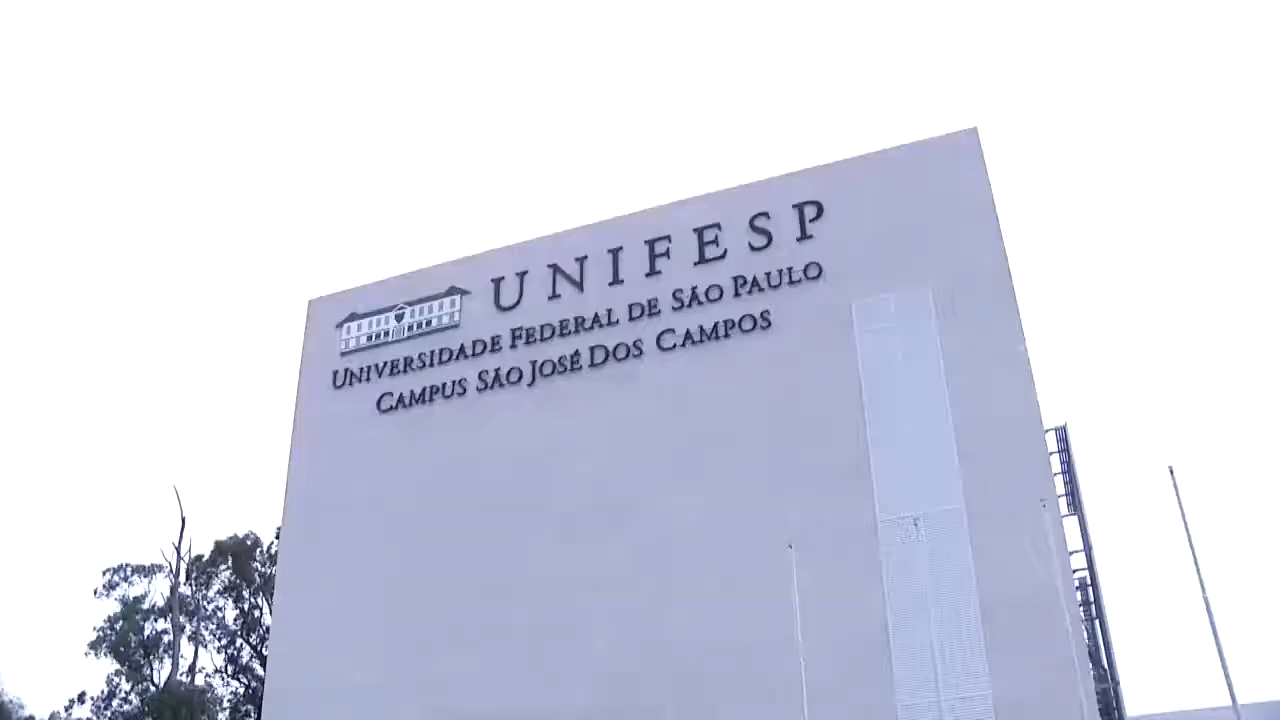 UNIFESP
UNIVERSIDADE FEDERAL DE SÃO PAULO
CAMPUS SÃO JOSÉ DOS CAMPOS